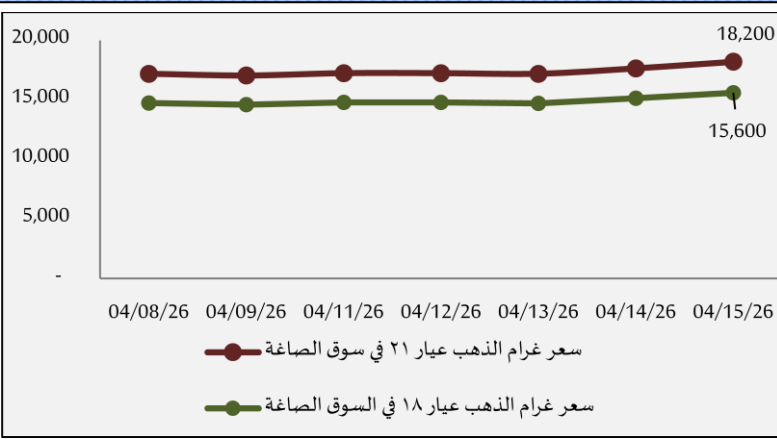 20,000
18,200
15,000
15,600
10,000
5,000
-
04/08/26 04/09/26 04/11/26 04/12/26 04/13/26 04/14/26 04/15/26
سعر غرام الذهب عيار ٢١ في سوق الصاغة
سعر غرام الذهب عيار ١٨ في السوق الصاغة